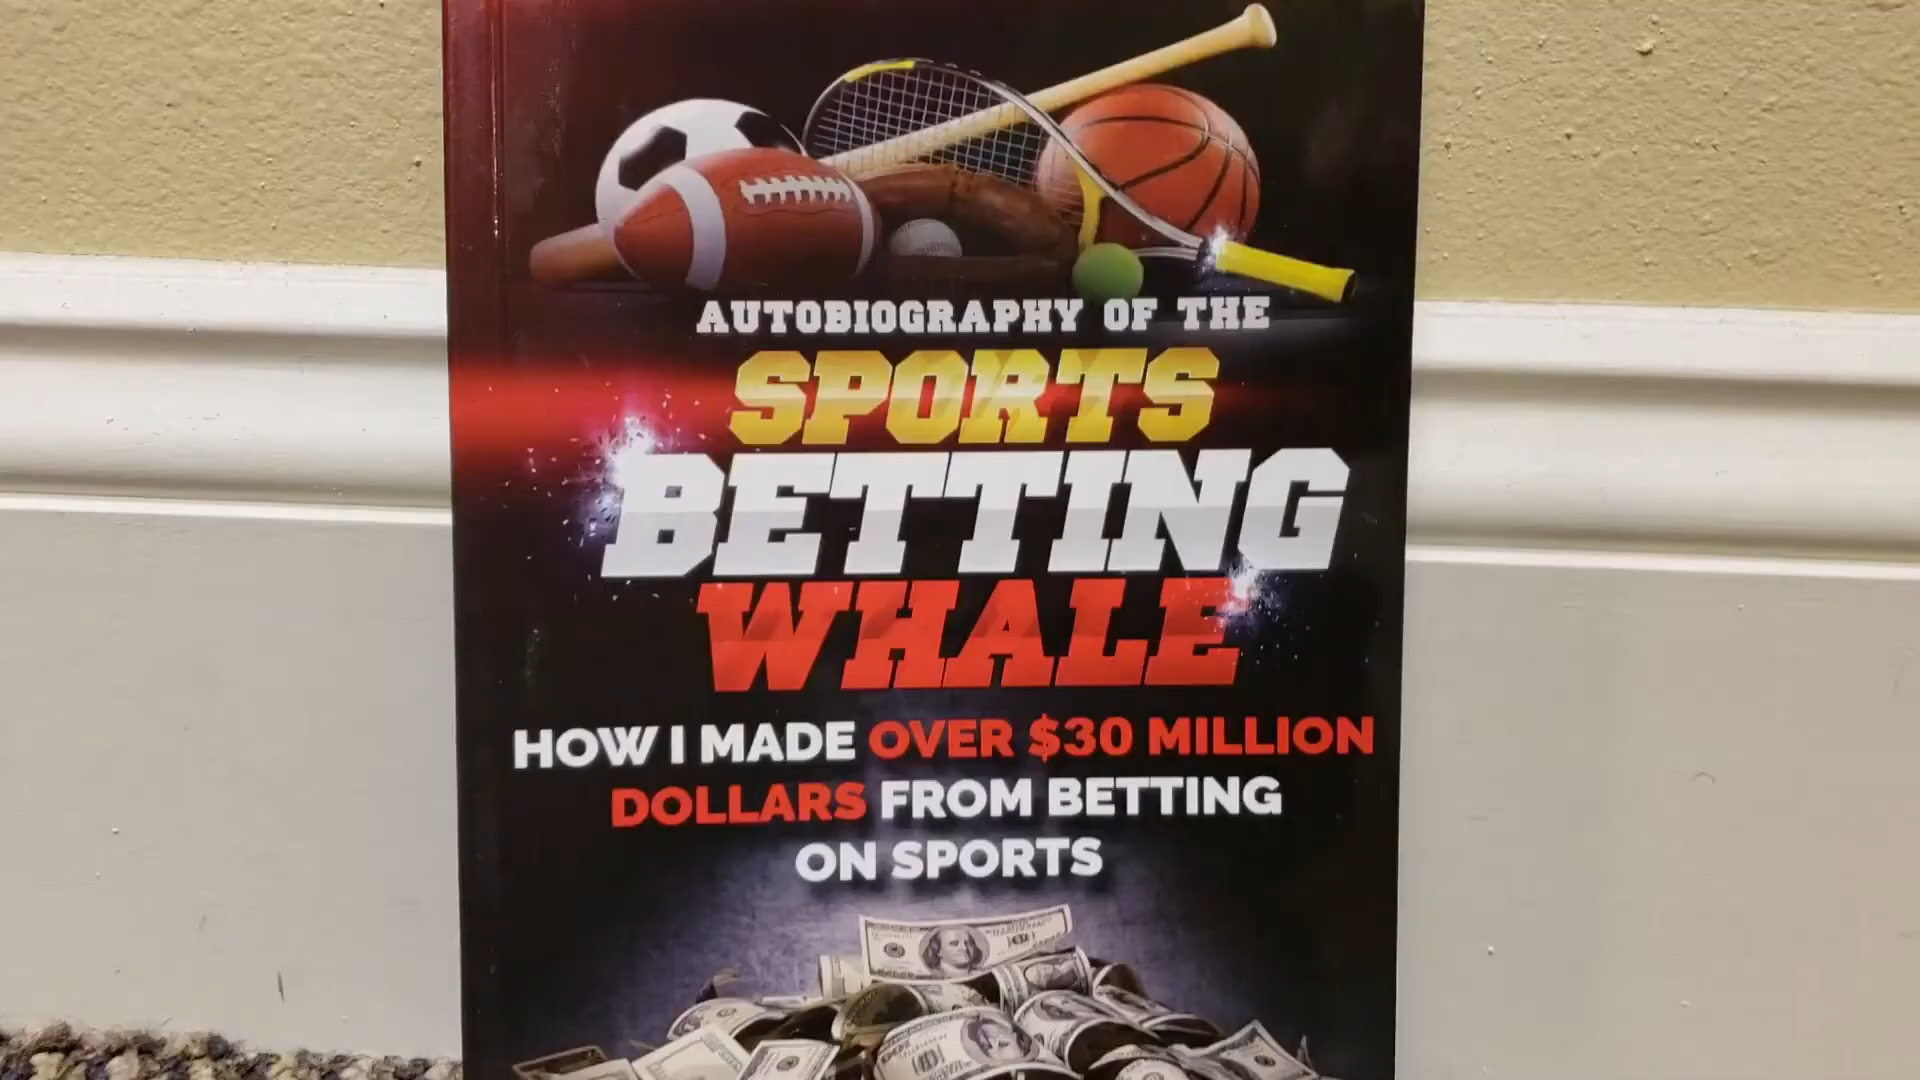 AUTOBIOGRAPHY OF THE
SPORTS
BETTING
WHALE
HOW I MADE OVER $30 MILLION
DOLLARS FROM BETTING
ON SPORTS